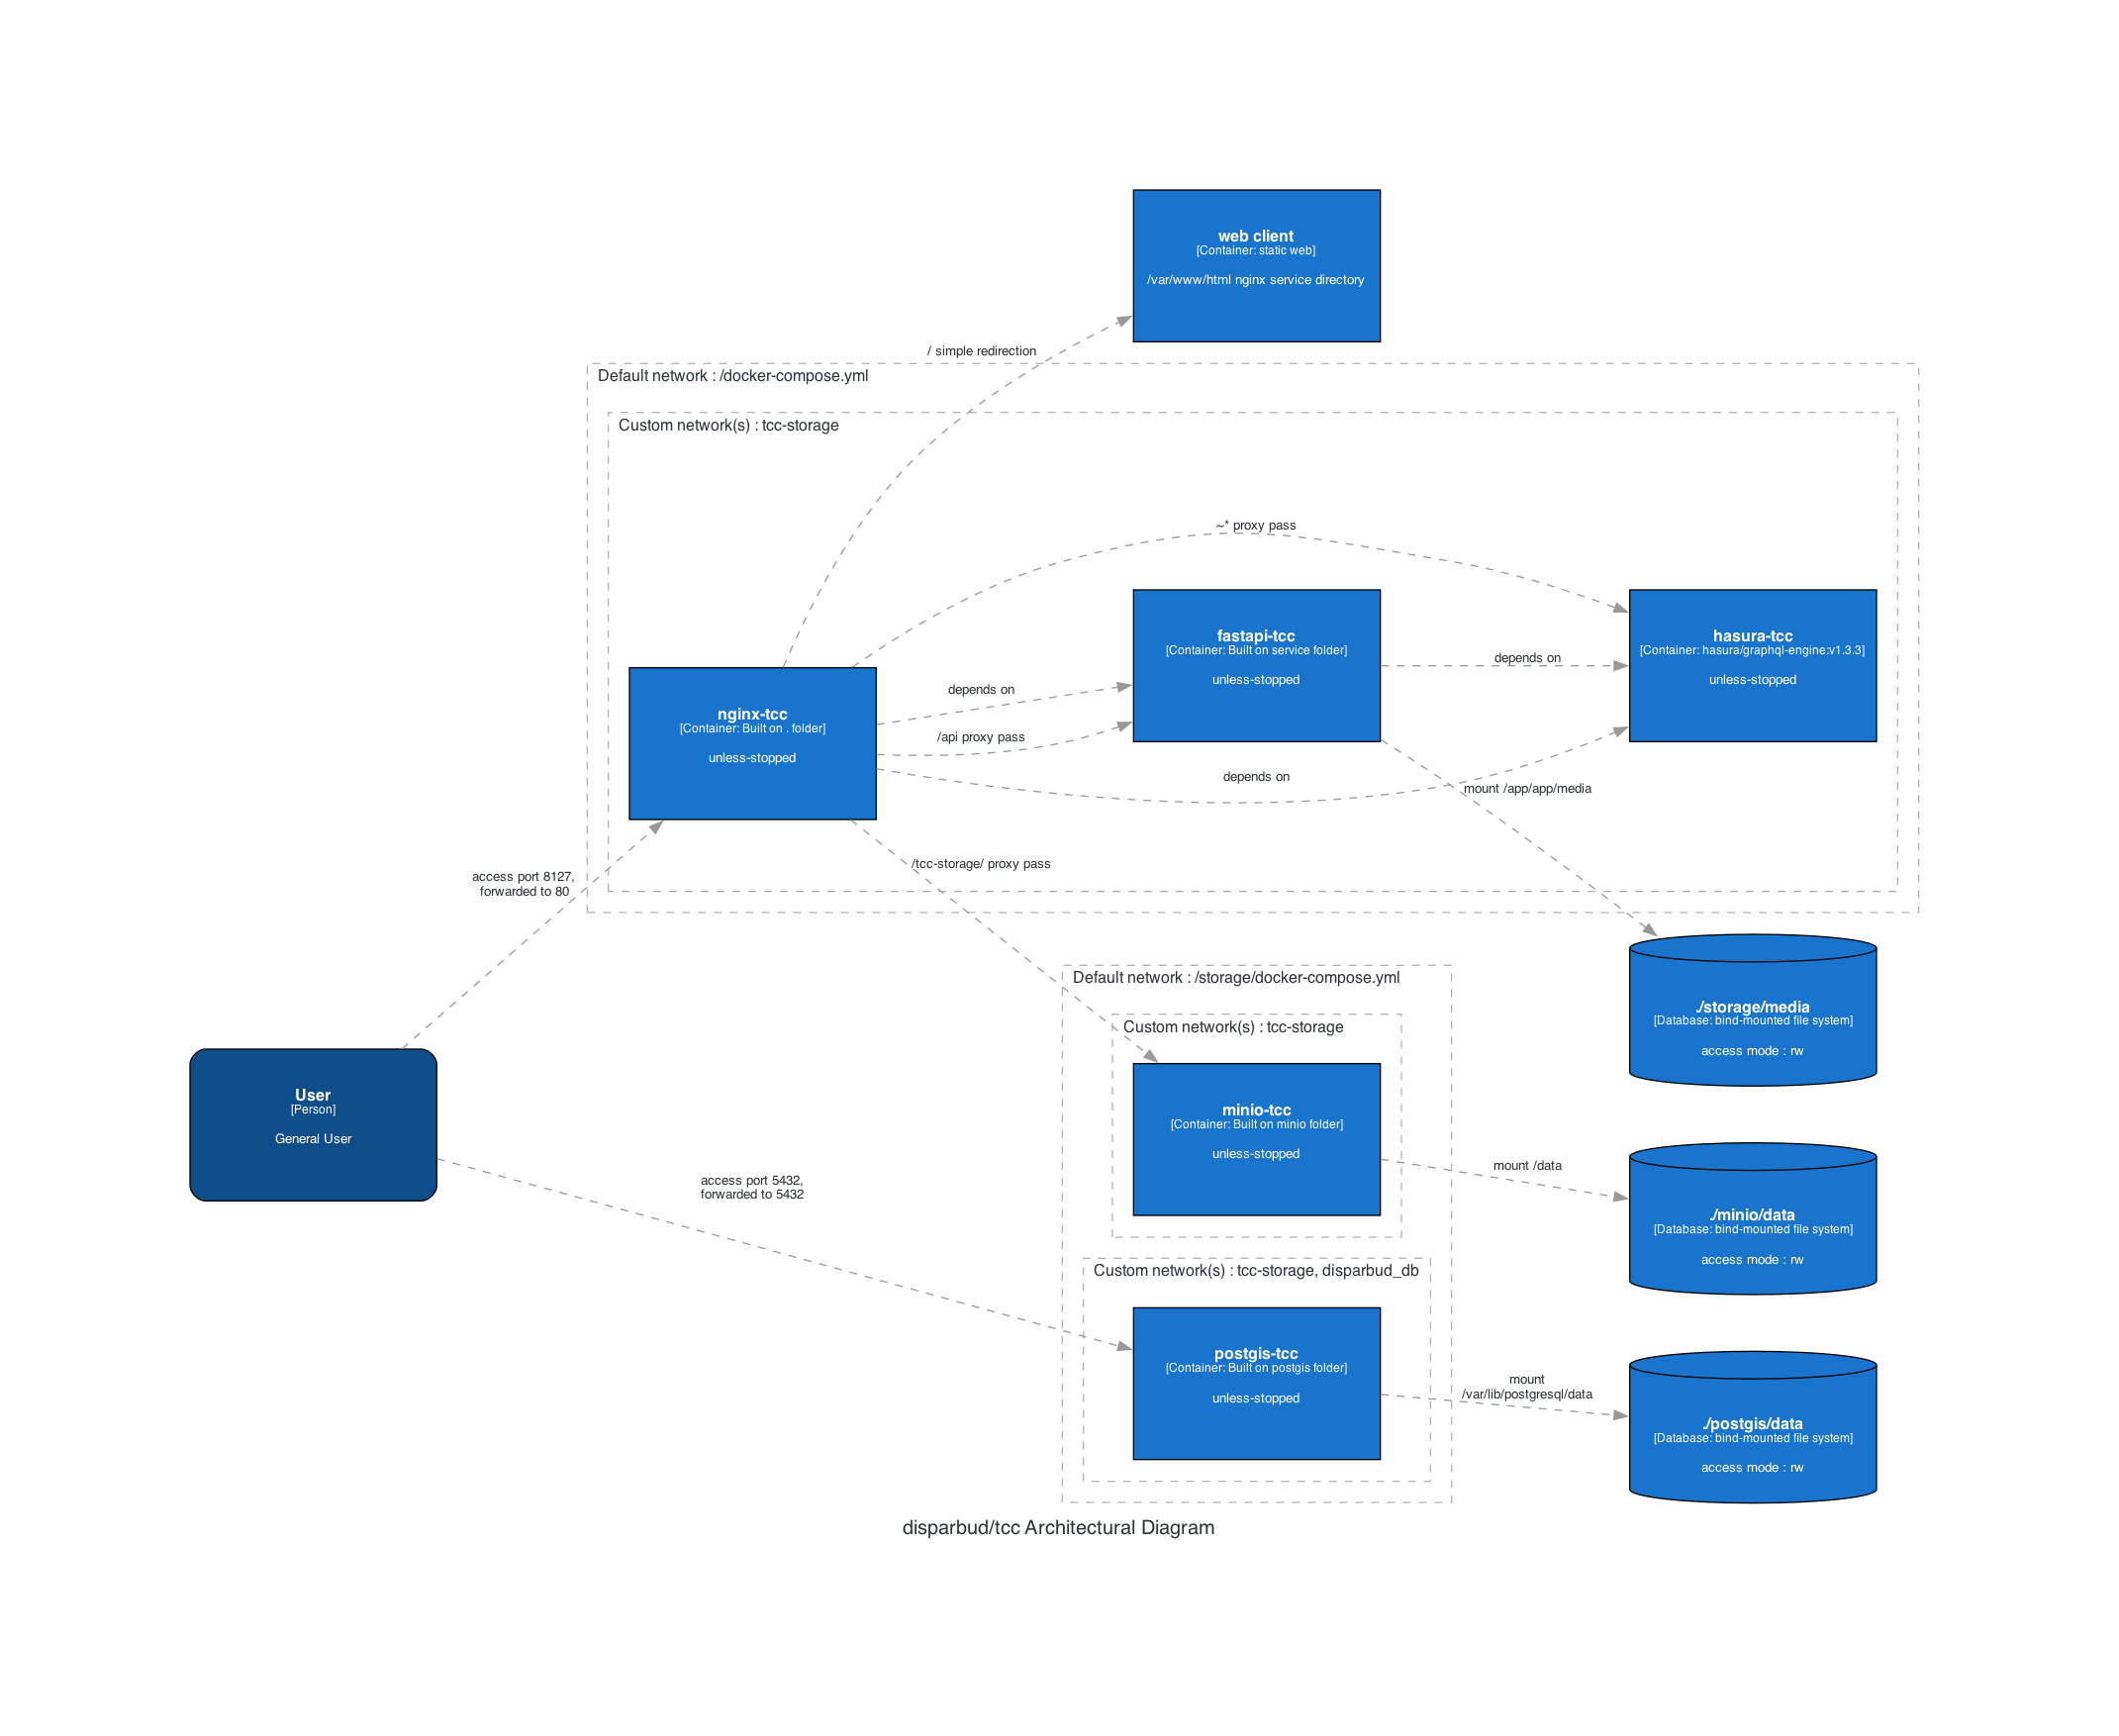 web client
[Container: static web]
/var/www/html nginx service directory
/ simple redirection
Default network : /docker-compose.yml
Custom network(s) : tcc-storage
~* proxy pass
fastapi-tcc
[Container: Built on service folder]
unless-stopped
depends on
hasura-tcc
[Container: hasura/graphql-engine:v1.3.3]
unless-stopped
nginx-tcc
[Container: Built on . folder]
unless-stopped
depends on
/api proxy pass
depends on
mount /app/app/media
/tcc-storage/ proxy pass
access port 8127,
forwarded to 80
Default network : /storage/docker-compose.yml
Custom network(s) : tcc-storage
./storage/media
[Database: bind-mounted file system]
access mode : rw
User
[Person]
General User
minio-tcc
[Container: Built on minio folder]
unless-stopped
mount /data
access port 5432,
forwarded to 5432
./minio/data
[Database: bind-mounted file system]
access mode : rw
Custom network(s) : tcc-storage, disparbud_db
postgis-tcc
[Container: Built on postgis folder]
unless-stopped
mount
/var/lib/postgresql/data
./postgis/data
[Database: bind-mounted file system]
access mode : rw
disparbud/tcc Architectural Diagram